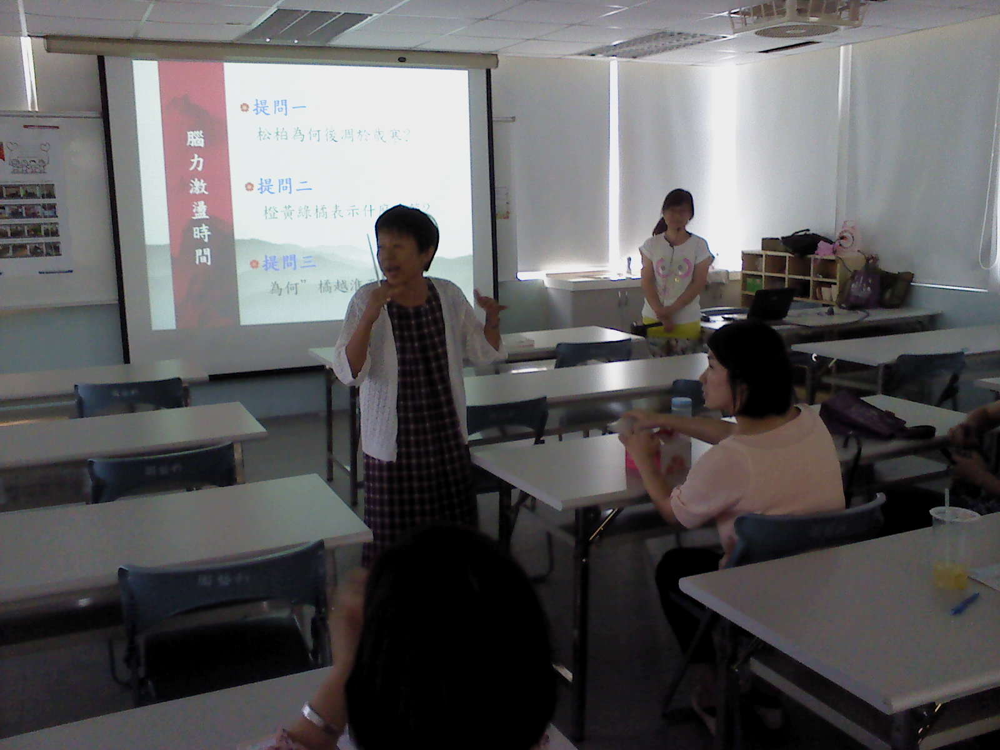 腦力激盪時間
提問一
松柏為何後凋於歲寒?
提問二
橙黃綠橘表示什
提問三
為何"橘越淮